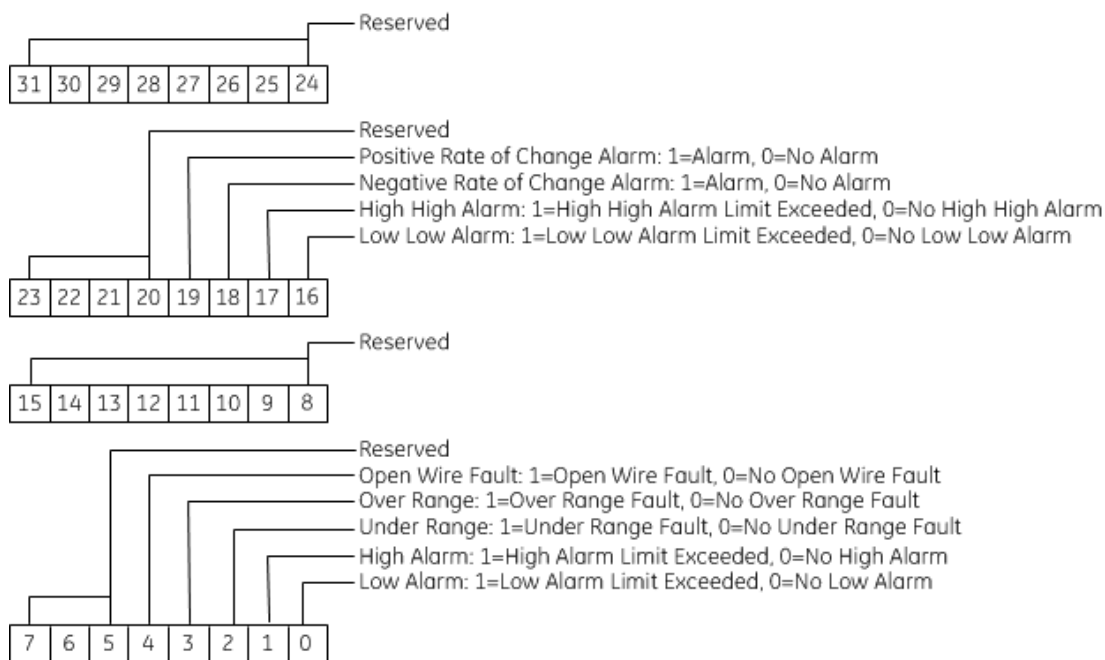 Reserved
31 30 29 28 27 26 25 24
Reserved
Positive Rate of Change Alarm: 1=Alarm, 0=No Alarm
Negative Rate of Change Alarm: 1=Alarm, 0=No Alarm
High High Alarm: 1=High High Alarm Limit Exceeded, 0=No High High Alarm
Low Low Alarm: 1=Low Low Alarm Limit Exceeded, 0=No Low Low Alarm
23 22 21 20 19 18 17 16
Reserved
15 14 13 12 11 10 9 8
Reserved
Open Wire Fault: 1=Open Wire Fault, 0=No Open Wire Fault
Over Range: 1=Over Range Fault, 0=No Over Range Fault
Under Range: 1=Under Range Fault, 0=No Under Range Fault
High Alarm: 1=High Alarm Limit Exceeded, 0=No High Alarm
Low Alarm: 1=Low Alarm Limit Exceeded, 0=No Low Alarm
7 6 5 4 3 2 1 0